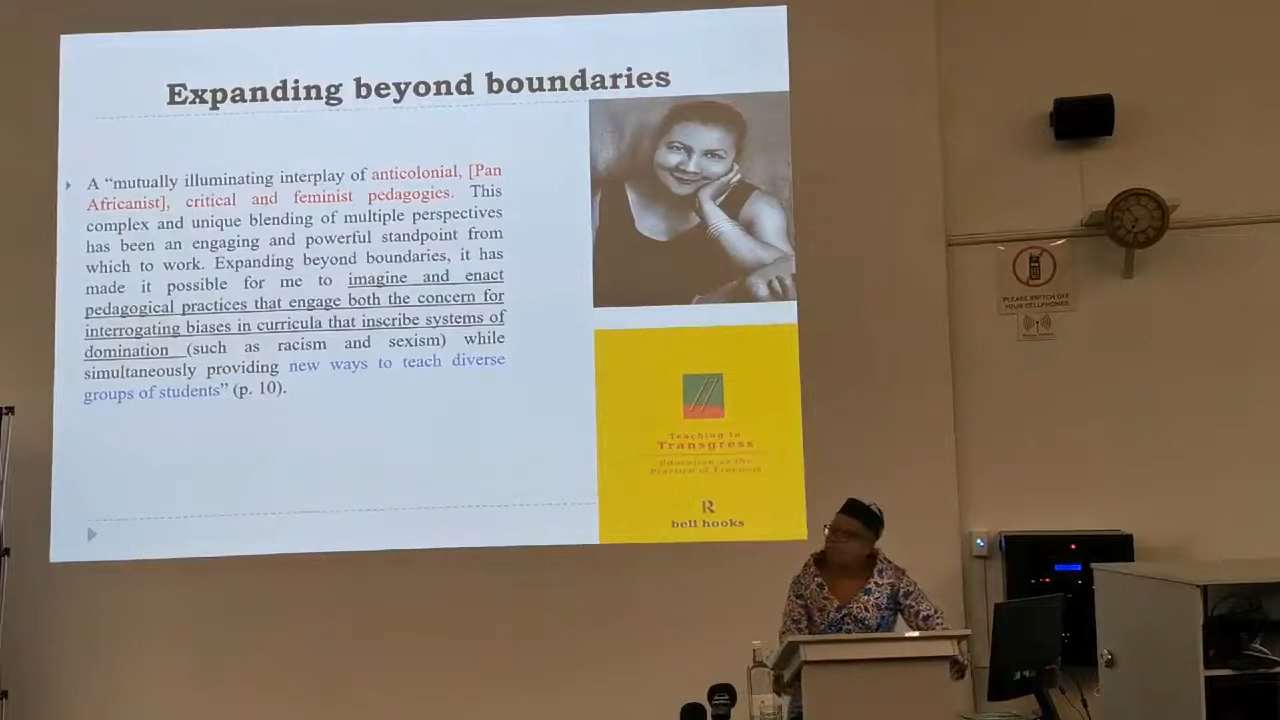 Expanding beyond boundaries
A “mutually illuminating interplay of anticolonial, [Pan
Africanist], critical and feminist pedagogies. This
complex and unique blending of multiple perspectives
has been an engaging and powerful standpoint from
which to work. Expanding beyond boundaries, it has
made it possible for me to imagine and enact
pedagogical practices that engage both the concern for
interrogating biases in curricula that inscribe systems of
domination (such as racism and sexism) while
simultaneously providing new ways to teach diverse
groups of students” (p. 10).
Teaching to
Transgress
Education as the
Practice of Freedom
R
bell hooks
PLEASE SWITCH OFF
YOUR CELLPHONES